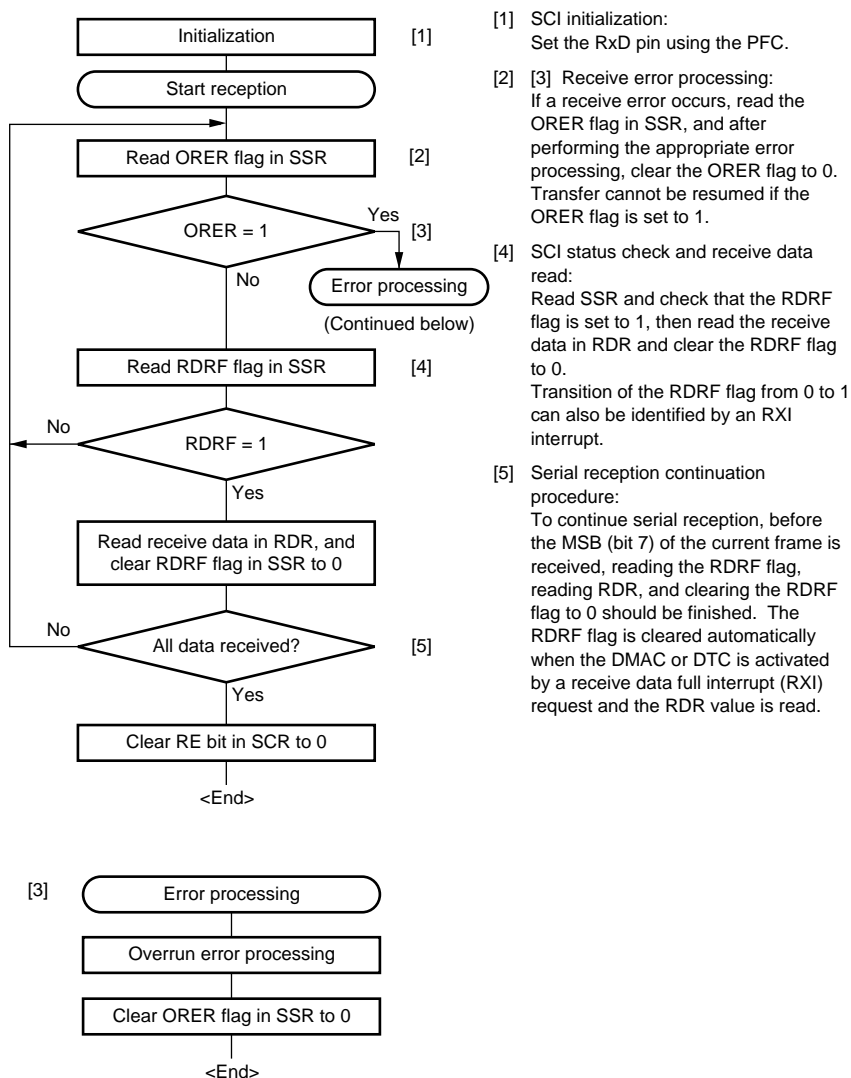 Initialization
[1]
Start reception
Read ORER flag in SSR
[2]
ORER = 1
Yes
[3]
No
Error processing
(Continued below)
Read RDRF flag in SSR
[4]
No
RDRF = 1
Yes
Read receive data in RDR, and
clear RDRF flag in SSR to 0
No
All data received?
[5]
Yes
Clear RE bit in SCR to 0
<End>
[3]
Error processing
Overrun error processing
Clear ORER flag in SSR to 0
<End>
[1] SCI initialization:
Set the RxD pin using the PFC.
[2] [3] Receive error processing:
If a receive error occurs, read the
ORER flag in SSR, and after
performing the appropriate error
processing, clear the ORER flag to 0.
Transfer cannot be resumed if the
ORER flag is set to 1.
[4] SCI status check and receive data
read:
Read SSR and check that the RDRF
flag is set to 1, then read the receive
data in RDR and clear the RDRF flag
to 0.
Transition of the RDRF flag from 0 to 1
can also be identified by an RXI
interrupt.
[5] Serial reception continuation
procedure:
To continue serial reception, before
the MSB (bit 7) of the current frame is
received, reading the RDRF flag,
reading RDR, and clearing the RDRF
flag to 0 should be finished. The
RDRF flag is cleared automatically
when the DMAC or DTC is activated
by a receive data full interrupt (RXI)
request and the RDR value is read.